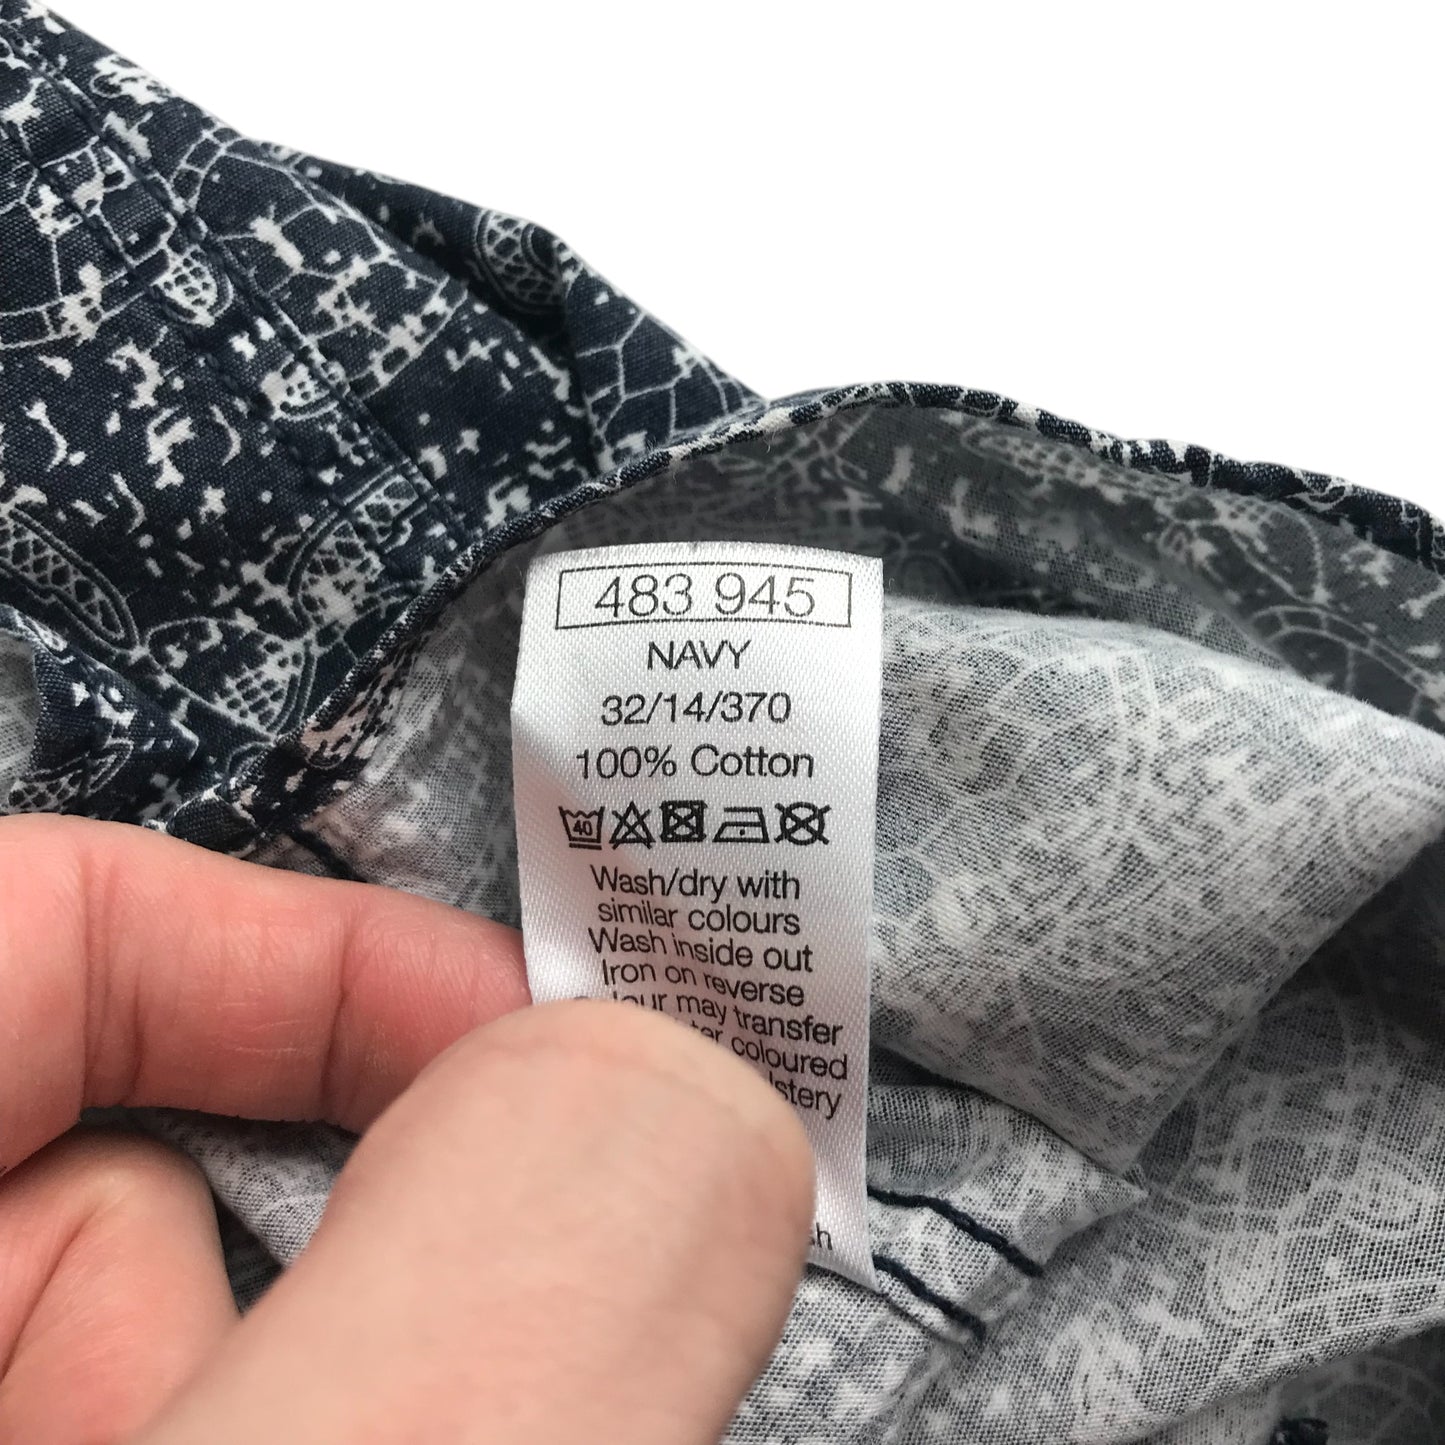 483 945
NAVY
32/14/370
100% Cotton
40
Wash/dry with
similar colours
Wash inside out
Iron on reverse
may transfer
coloured